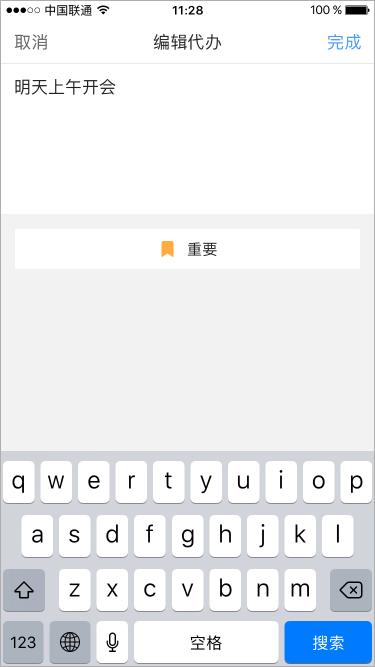 中国联通 11:28 100 %
取消 编辑代办 完成
明天上午开会
重要
q w e r t y u i o p
a s d f g h j k l
z x c v b n m
123 空格 搜索